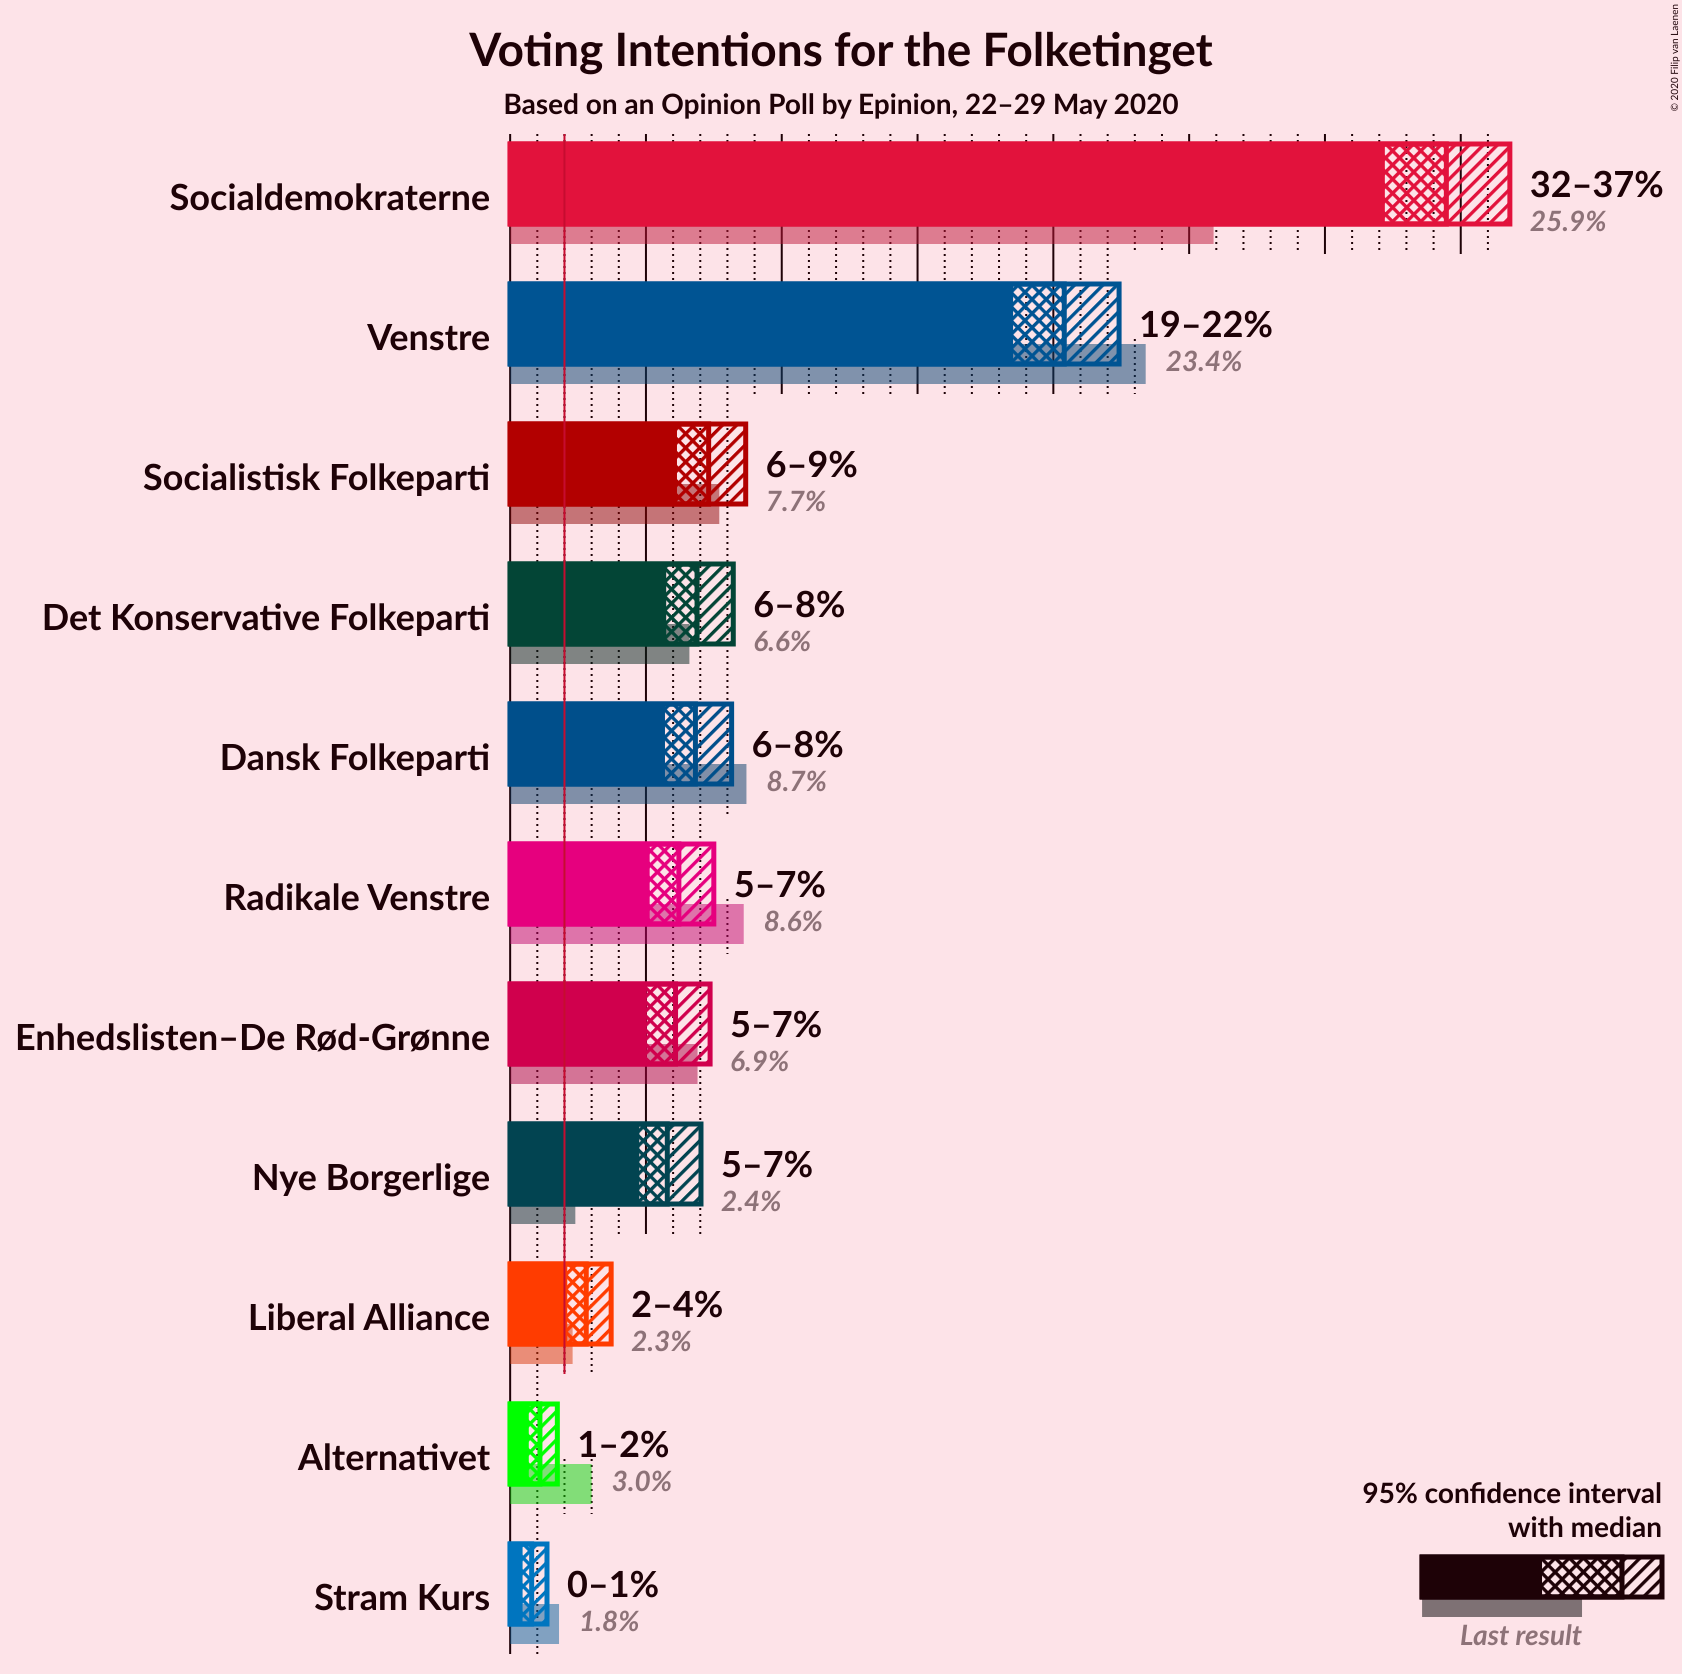 Voting Intentions for the Folketinget
Based on an Opinion Poll by Epinion, 22–29 May 2020
© 2020 Filip van Laenen
Socialdemokraterne
32–37%
25.9%
Venstre
19–22%
23.4%
Socialistisk Folkeparti
6–9%
7.7%
Det Konservative Folkeparti
6–8%
6.6%
Dansk Folkeparti
6–8%
8.7%
Radikale Venstre
5–7%
8.6%
Enhedslisten–De Rød-Grønne
5–7%
6.9%
Nye Borgerlige
5–7%
2.4%
Liberal Alliance
2–4%
2.3%
Alternativet
1–2%
3.0%
Stram Kurs
0–1%
1.8%
95% confidence interval
with median
Last result